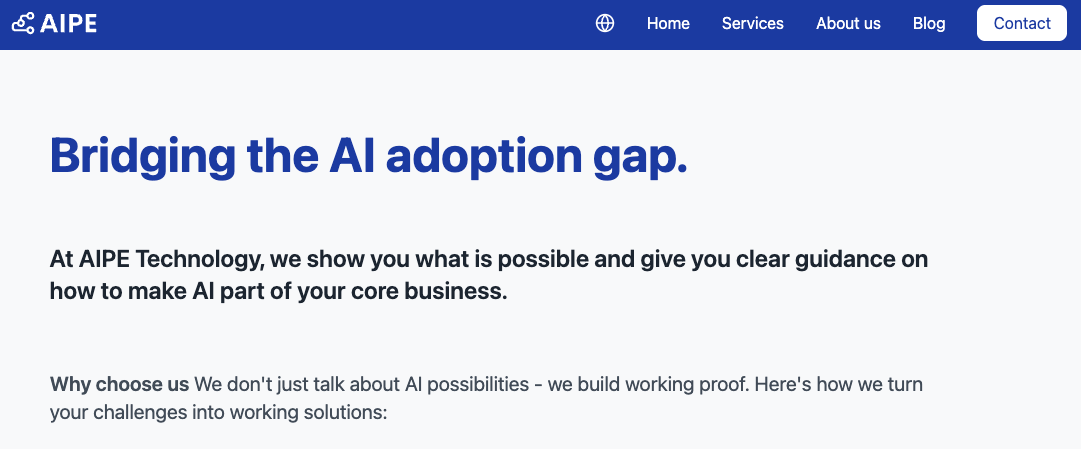 AIPE
Home
Services
About us
Blog
Contact
Bridging the AI adoption gap.
At AIPE Technology, we show you what is possible and give you clear guidance on
how to make AI part of your core business.
Why choose us We don't just talk about AI possibilities - we build working proof. Here's how we turn
your challenges into working solutions: